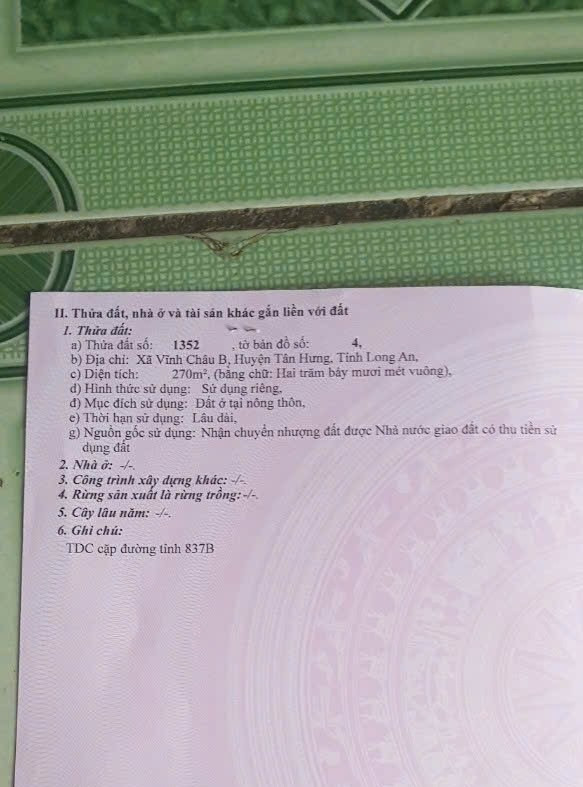 II. Thửa đất, nhà ở và tài sản khác gắn liền với đất
1. Thửa đất:
a) Thửa đất số: 1352 , tờ bản đồ số: 4,
b) Địa chỉ: Xã Vĩnh Châu B, Huyện Tân Hưng, Tỉnh Long An,
c) Diện tích: 270m², (bằng chữ: Hai trăm bảy mươi mét vuông),
d) Hình thức sử dụng: Sử dụng riêng,
đ) Mục đích sử dụng: Đất ở tại nông thôn,
e) Thời hạn sử dụng: Lâu dài,
g) Nguồn gốc sử dụng: Nhận chuyển nhượng đất được Nhà nước giao đất có thu tiền sử
dụng đất
2. Nhà ở: -/-.
3. Công trình xây dựng khác: -/-.
4. Rừng sản xuất là rừng trồng: -/-.
5. Cây lâu năm: -/-.
6. Ghi chú:
TDC cặp đường tỉnh 837B